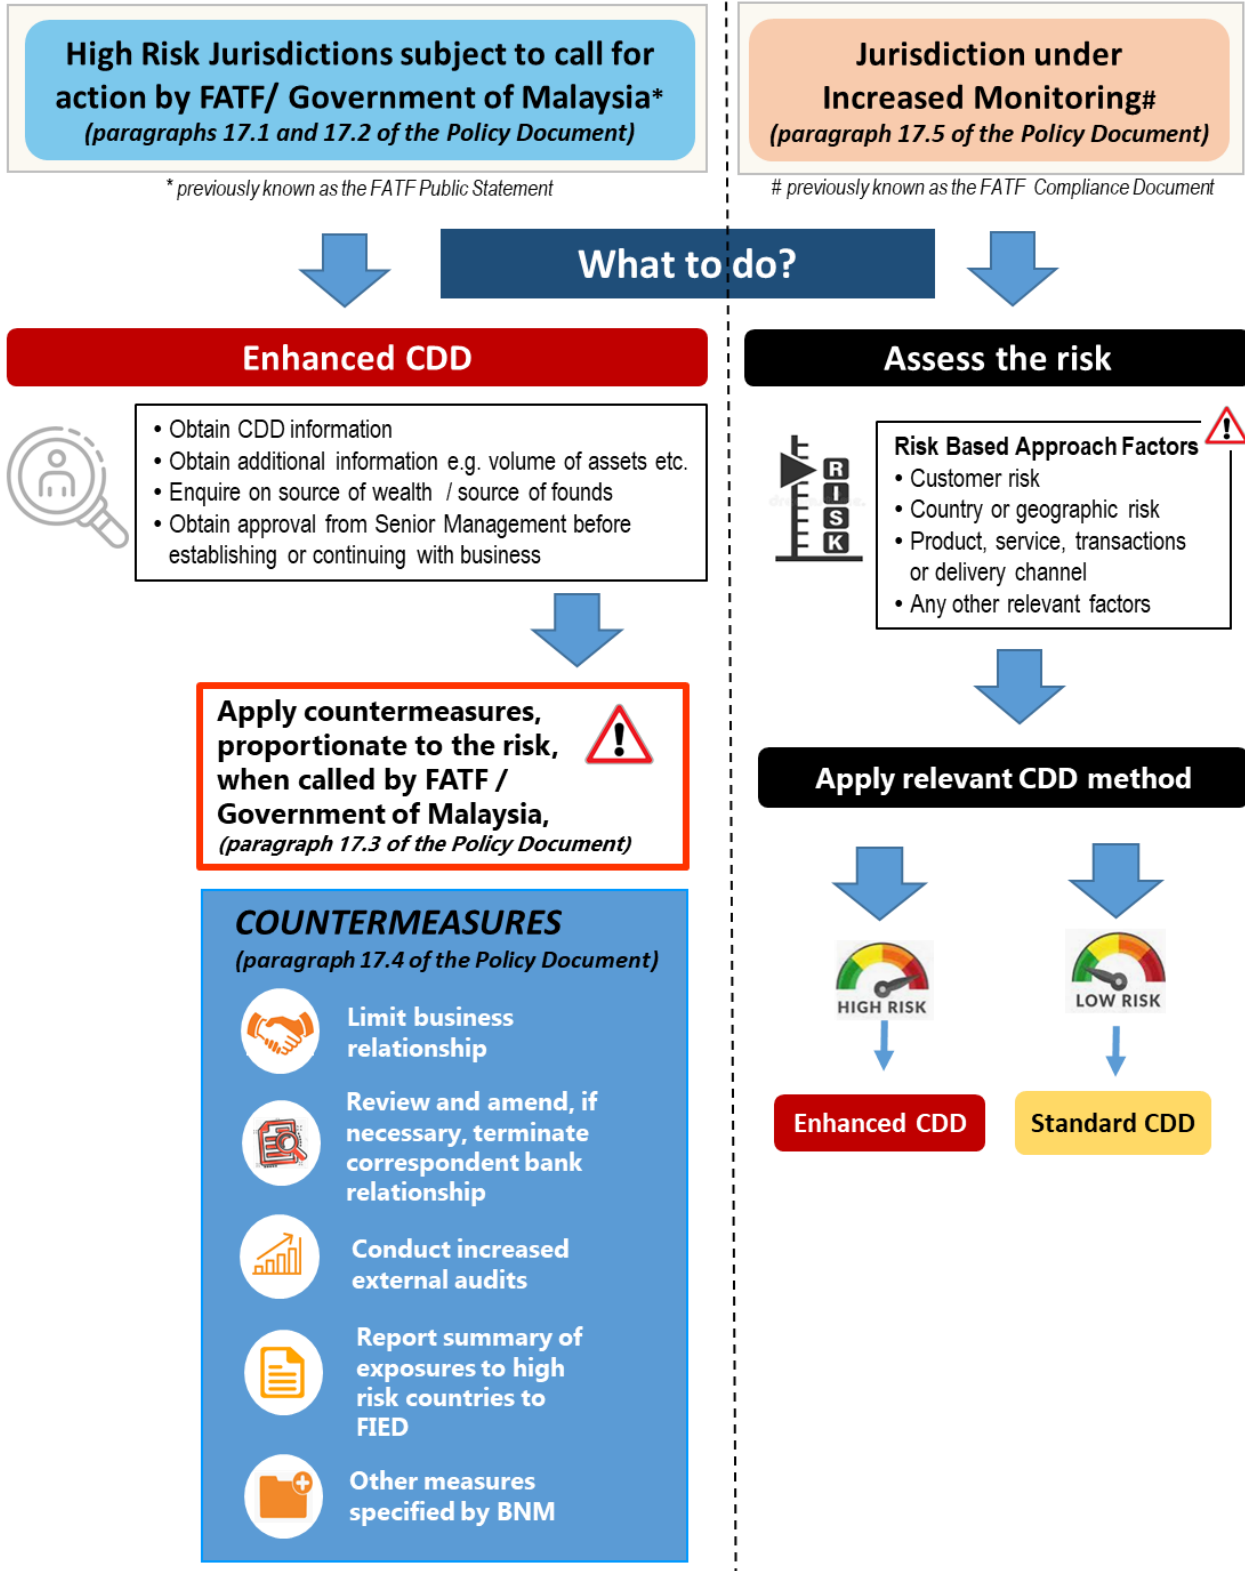 High Risk Jurisdictions subject to call for
action by FATF/ Government of Malaysia*
(paragraphs 17.1 and 17.2 of the Policy Document)
* previously known as the FATF Public Statement
Jurisdiction under
Increased Monitoring#
(paragraph 17.5 of the Policy Document)
# previously known as the FATF Compliance Document
What to do?
Enhanced CDD
• Obtain CDD information
• Obtain additional information e.g. volume of assets etc.
• Enquire on source of wealth / source of founds
• Obtain approval from Senior Management before
establishing or continuing with business
Apply countermeasures,
proportionate to the risk,
when called by FATF /
Government of Malaysia,
(paragraph 17.3 of the Policy Document)
COUNTERMEASURES
(paragraph 17.4 of the Policy Document)
Limit business
relationship
Review and amend, if
necessary, terminate
correspondent bank
relationship
Conduct increased
external audits
Report summary of
exposures to high
risk countries to
FIED
Other measures
specified by BNM
Assess the risk
RISK
Risk Based Approach Factors
• Customer risk
• Country or geographic risk
• Product, service, transactions
or delivery channel
• Any other relevant factors
Apply relevant CDD method
HIGH RISK
LOW RISK
Enhanced CDD
Standard CDD